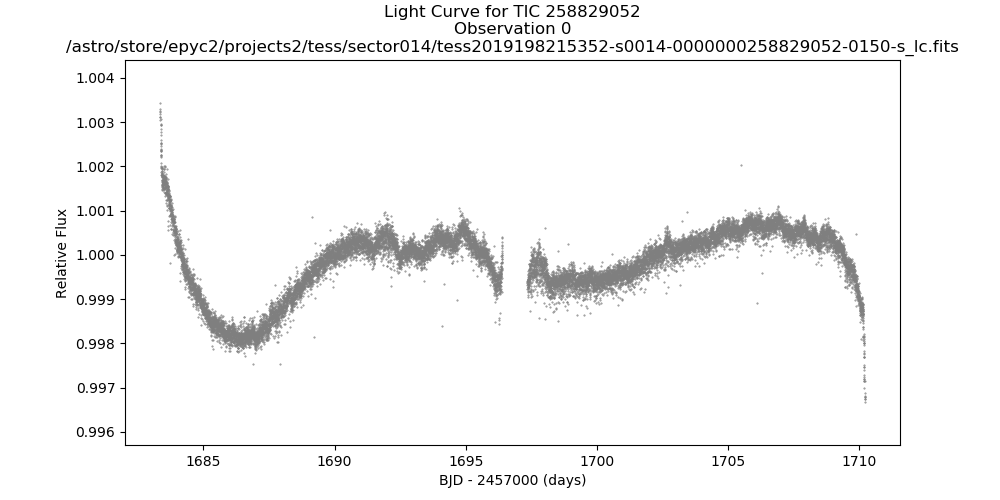 Light Curve for TIC 258829052
Observation 0
/astro/store/epyc2/projects2/tess/sector014/tess2019198215352-s0014-0000000258829052-0150-s_lc.fits
1.004
1.003
1.002
1.001
1.000
0.999
0.998
0.997
0.996
Relative Flux
1685 1690 1695 1700 1705 1710
BJD - 2457000 (days)